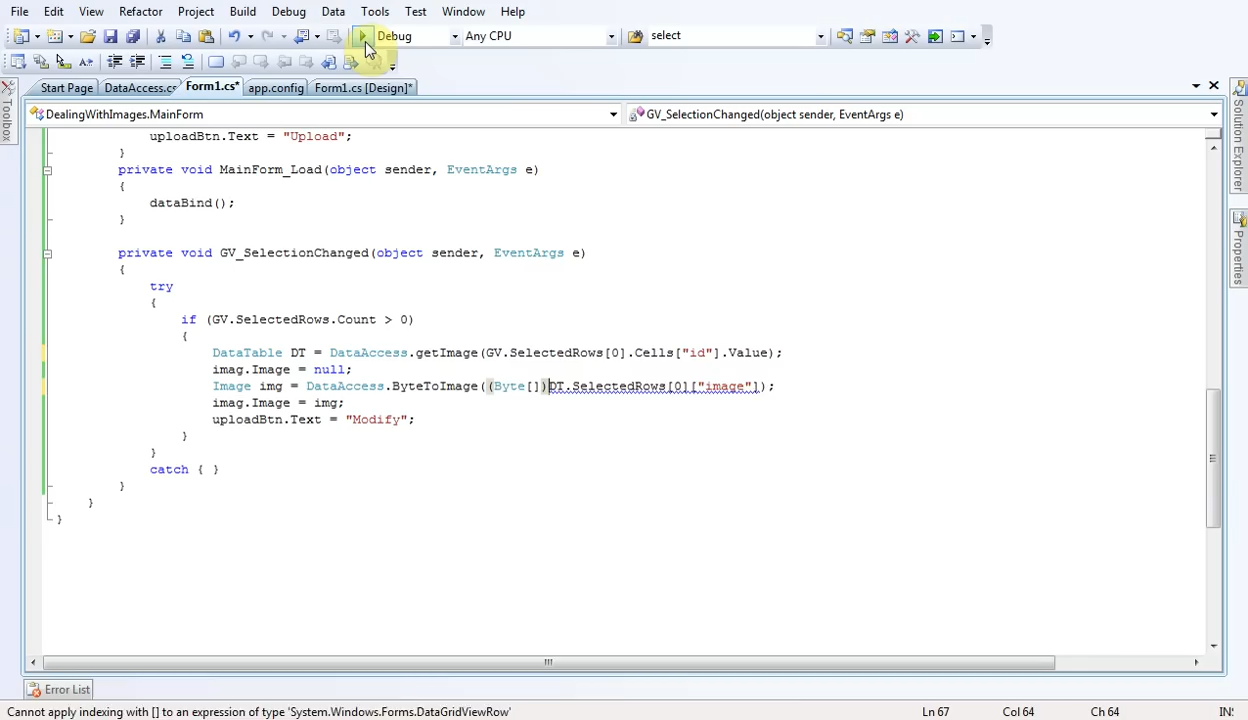 File Edit View Refactor Project Build Debug Data Tools Test Window Help
Debug Any CPU select
Start Page DataAccess.cs Form1.cs* app.config Form1.cs [Design]*
Toolbox
Solution Explorer
Properties
DealingWithImages.MainForm GV_SelectionChanged(object sender, EventArgs e)
uploadBtn.Text = "Upload";
}
private void MainForm_Load(object sender, EventArgs e)
{
dataBind();
}
private void GV_SelectionChanged(object sender, EventArgs e)
{
try
{
if (GV.SelectedRows.Count > 0)
{
DataTable DT = DataAccess.getImage(GV.SelectedRows[0].Cells["id"].Value);
imag.Image = null;
Image img = DataAccess.ByteToImage((Byte[])DT.SelectedRows[0]["image"]);
imag.Image = img;
uploadBtn.Text = "Modify";
}
}
catch { }
}
}
}
Error List
Cannot apply indexing with [] to an expression of type 'System.Windows.Forms.DataGridViewRow' Ln 67 Col 64 Ch 64 IN